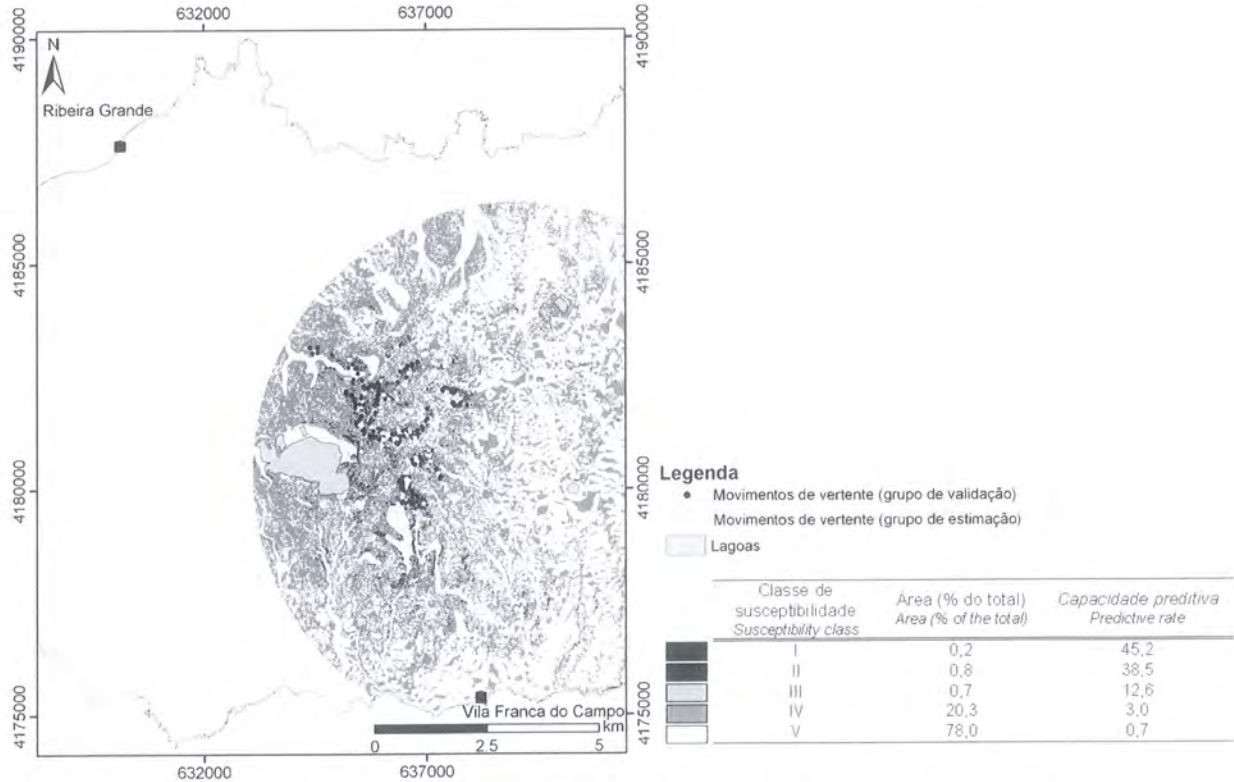 632000 637000
4190000 4190000
N
Ribeira Grande
4185000 4185000
4180000 4180000
4175000 4175000
Vila Franca do Campo
km
0 2.5 5
632000 637000
Legenda
Movimentos de vertente (grupo de validação)
Movimentos de vertente (grupo de estimação)
Lagoas
Classe de susceptibilidade Susceptibility class
Área (% do total) Area (% of the total)
Capacidade preditiva Predictive rate
I 0,2 45,2
II 0,8 38,5
III 0,7 12,6
IV 20,3 3,0
V 78,0 0,7